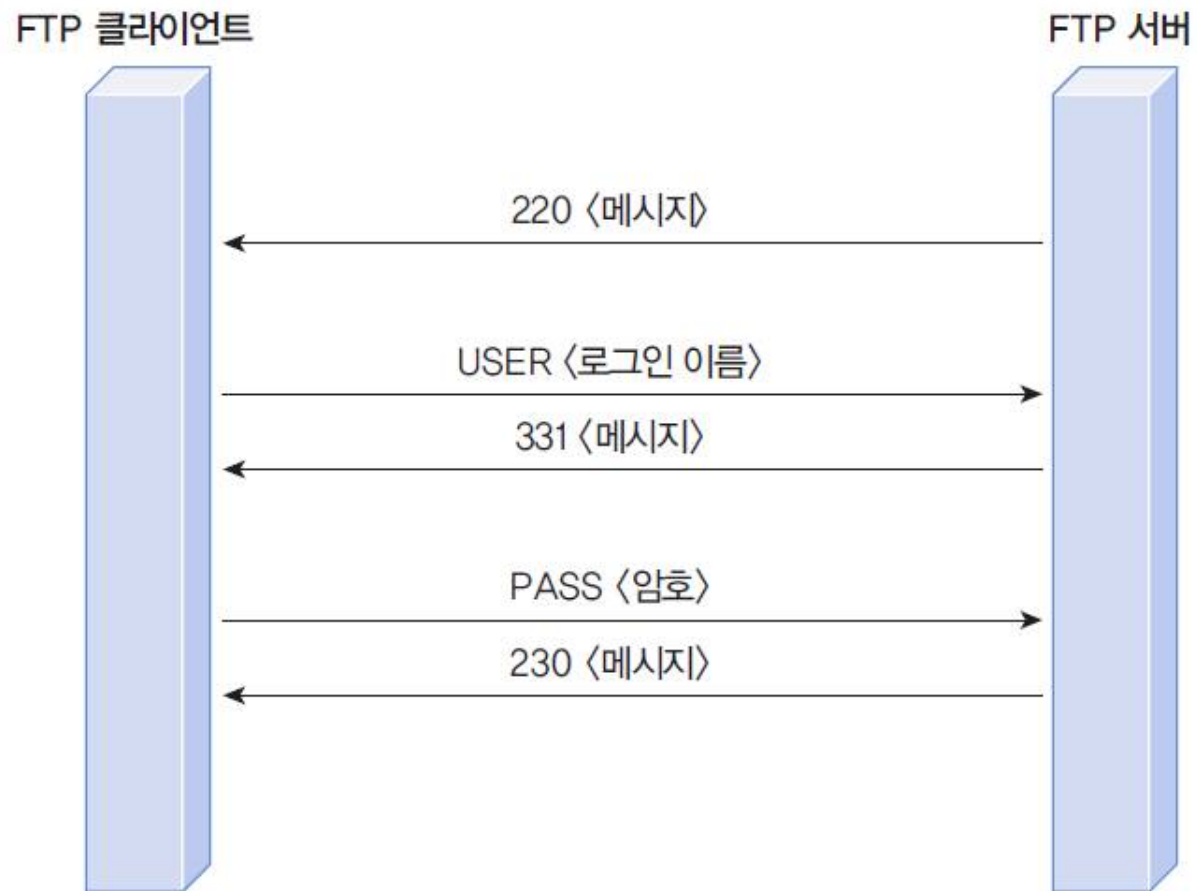 FTP 클라이언트
FTP 서버
220 〈메시지〉
USER 〈로그인 이름〉
331 〈메시지〉
PASS 〈암호〉
230 〈메시지〉